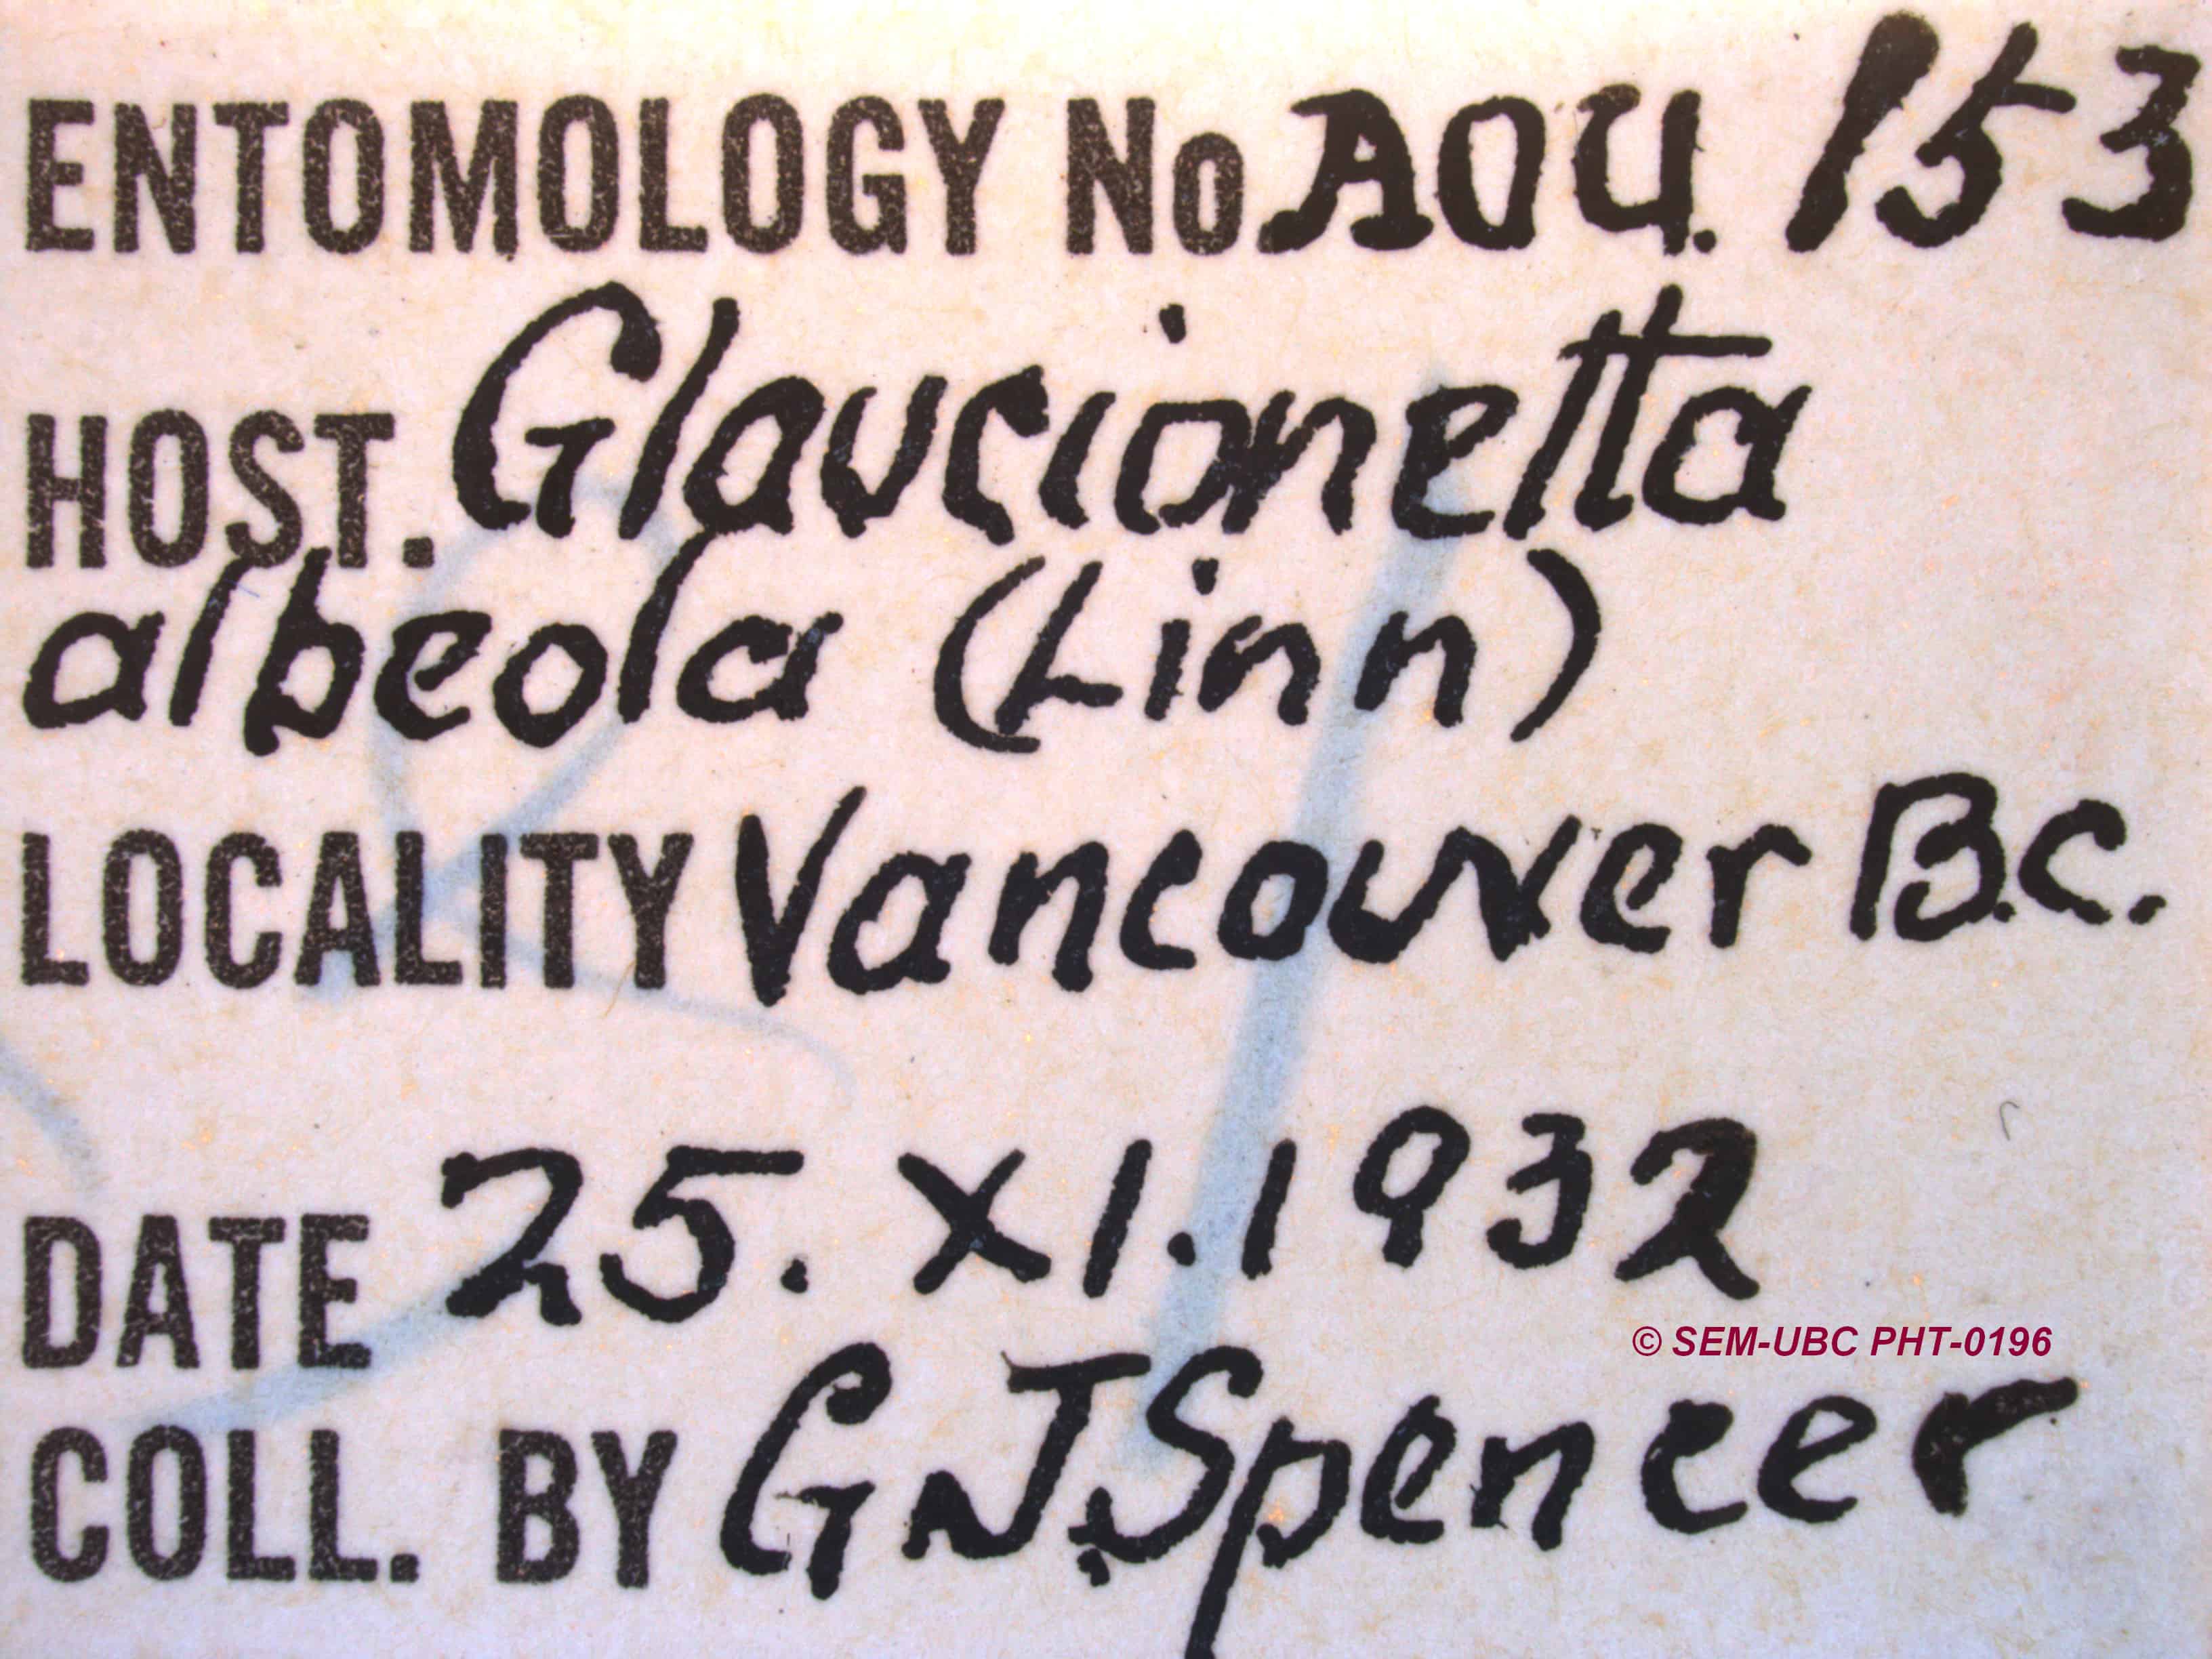 ENTOMOLOGY No. AOU. 153
HOST. Glaucionetta
albeola (Linn)
LOCALITY Vancouver B.C.
DATE 25. XI. 1932
© SEM-UBC PHT-0196
COLL. BY G.J. Spencer